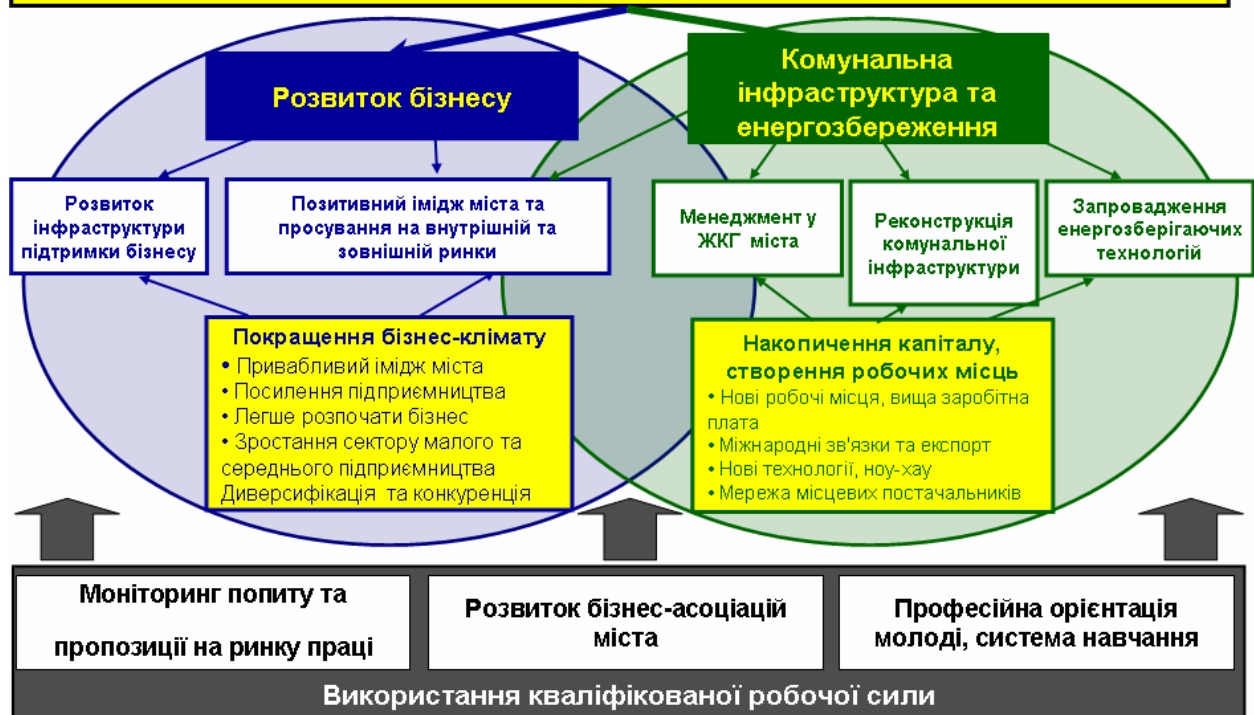 Розвиток бізнесу
Комунальна
інфраструктура та
енергозбереження
Розвиток
інфраструктури
підтримки бізнесу
Позитивний імідж міста та
просування на внутрішній та
зовнішній ринки
Менеджмент у
ЖКГ міста
Реконструкція
комунальної
інфраструктури
Запровадження
енергозберігаючих
технологій
Покращення бізнес-клімату
• Привабливий імідж міста
• Посилення підприємництва
• Легше розпочати бізнес
• Зростання сектору малого та
середнього підприємництва
Диверсифікація та конкуренція
Накопичення капіталу,
створення робочих місць
• Нові робочі місця, вища заробітна
плата
• Міжнародні зв'язки та експорт
• Нові технології, ноу-хау
• Мережа місцевих постачальників
Моніторинг попиту та
пропозиції на ринку праці
Розвиток бізнес-асоціацій
міста
Професійна орієнтація
молоді, система навчання
Використання кваліфікованої робочої сили